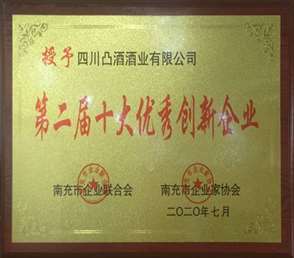 授予四川凸酒酒业有限公司
第二届十大优秀创新企业
南充市企业联合会 南充市企业家协会
二〇二〇年七月